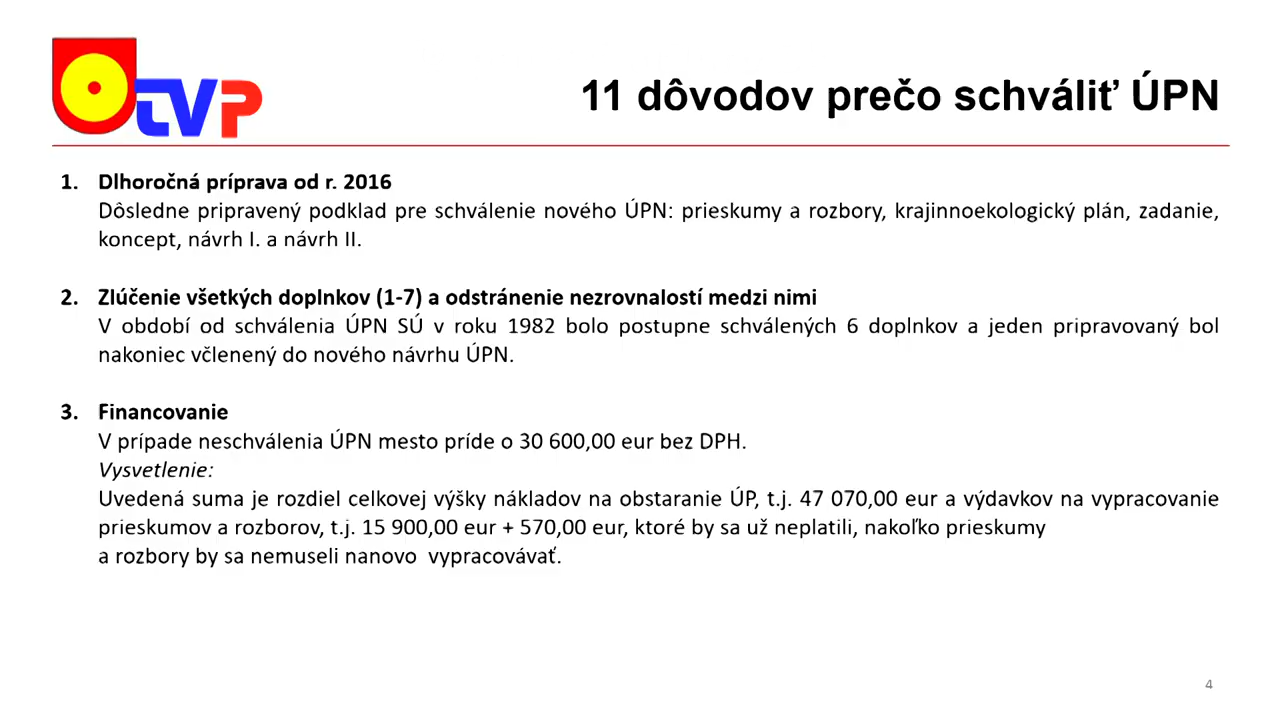 tVP
11 dôvodov prečo schváliť ÚPN
1. Dlhoročná príprava od r. 2016
Dôsledne pripravený podklad pre schválenie nového ÚPN: prieskumy a rozbory, krajinnoekologický plán, zadanie,
koncept, návrh I. a návrh II.
2. Zlúčenie všetkých doplnkov (1-7) a odstránenie nezrovnalostí medzi nimi
V období od schválenia ÚPN SÚ v roku 1982 bolo postupne schválených 6 doplnkov a jeden pripravovaný bol
nakoniec včlenený do nového návrhu ÚPN.
3. Financovanie
V prípade neschválenia ÚPN mesto príde o 30 600,00 eur bez DPH.
Vysvetlenie:
Uvedená suma je rozdiel celkovej výšky nákladov na obstaranie ÚP, t.j. 47 070,00 eur a výdavkov na vypracovanie
prieskumov a rozborov, t.j. 15 900,00 eur + 570,00 eur, ktoré by sa už neplatili, nakoľko prieskumy
a rozbory by sa nemuseli nanovo vypracovávať.
4